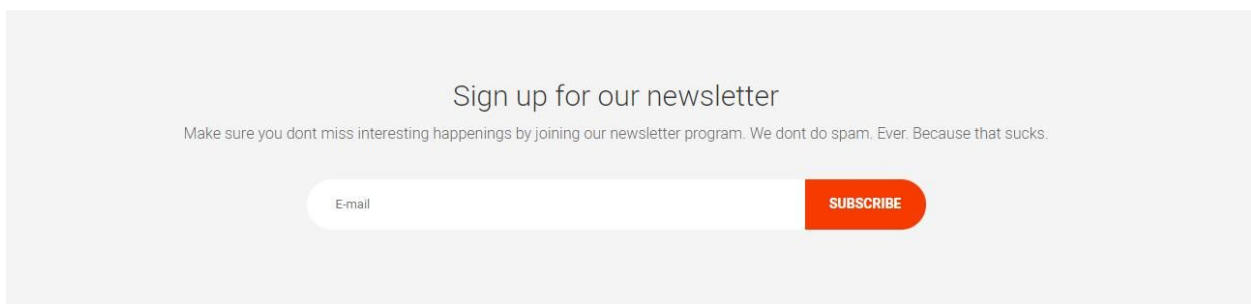 Sign up for our newsletter
Make sure you dont miss interesting happenings by joining our newsletter program. We dont do spam. Ever. Because that sucks.
E-mail
SUBSCRIBE